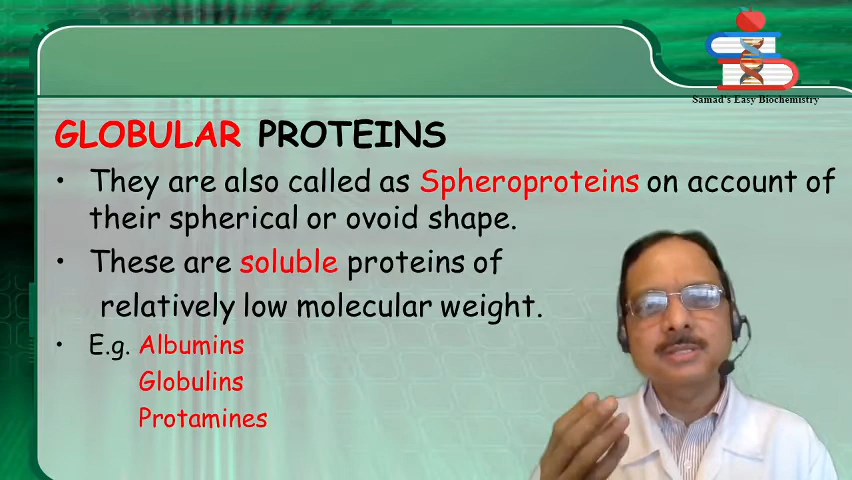 Samad's Easy Biochemistry
GLOBULAR PROTEINS
• They are also called as Spheroproteins on account of
their spherical or ovoid shape.
• These are soluble proteins of
relatively low molecular weight.
• E.g. Albumins
Globulins
Protamines